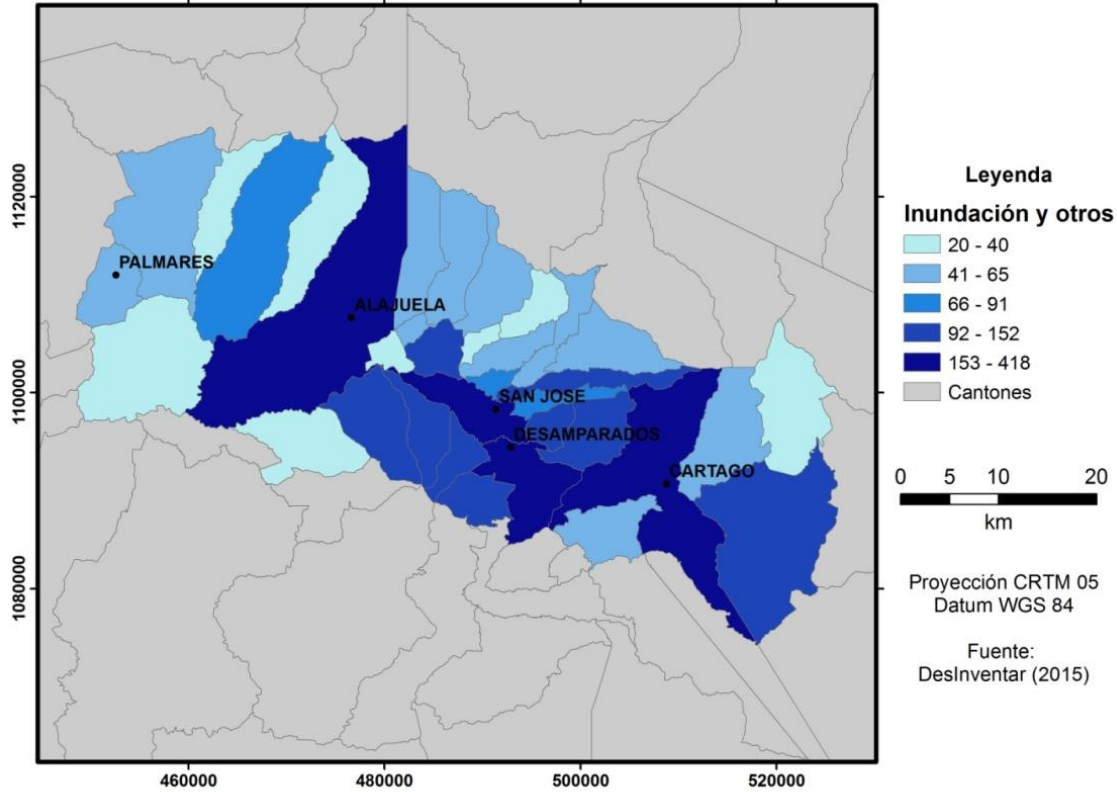 1120000
1100000
1080000
460000
480000
500000
520000
PALMARES
ALAJUELA
SAN JOSE
DESAMPARADOS
CARTAGO
Leyenda
Inundación y otros
20 - 40
41 - 65
66 - 91
92 - 152
153 - 418
Cantones
0 5 10 20
km
Proyección CRTM 05
Datum WGS 84
Fuente:
DesInventar (2015)